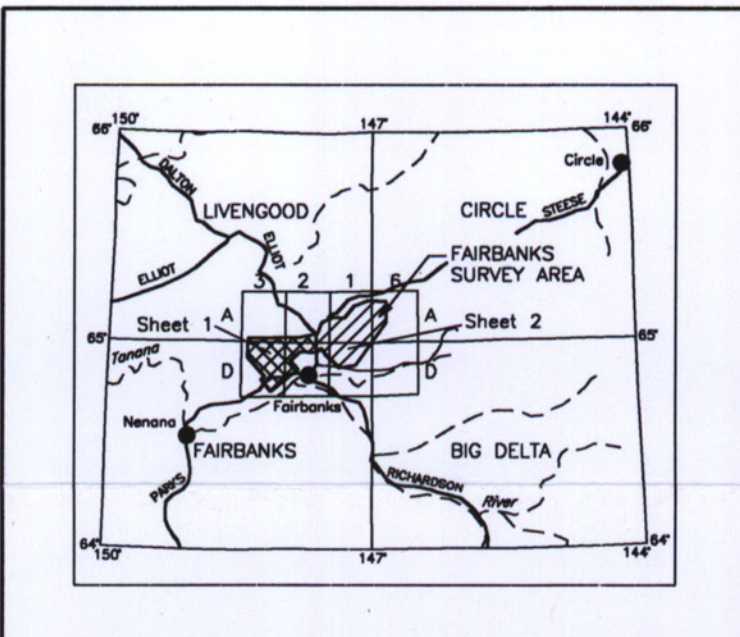 150° 147° 144°
66° 66°
Circle
DALTON
LIVENGOOD CIRCLE STEESE
ELLIOT
FAIRBANKS
SURVEY AREA
ELLIOT
3 2 1 6
A A
Sheet 1 65° 65° Sheet 2
Tanana
D D
Fairbanks
Nenana
FAIRBANKS BIG DELTA
RICHARDSON
PARKS River
64° 64°
150° 147° 144°